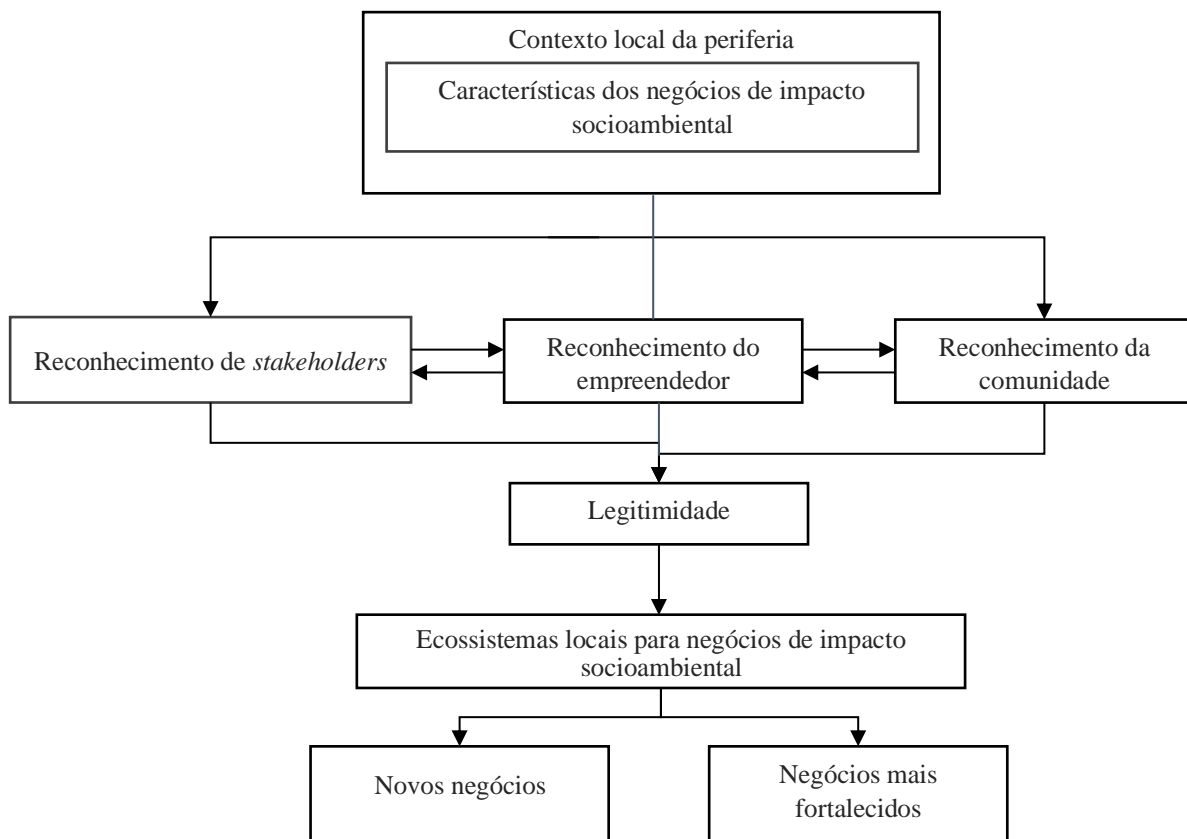 Contexto local da periferia
Características dos negócios de impacto
socioambiental
Reconhecimento de stakeholders
Reconhecimento do
empreendedor
Reconhecimento da
comunidade
Legitimidade
Ecossistemas locais para negócios de impacto
socioambiental
Novos negócios
Negócios mais
fortalecidos